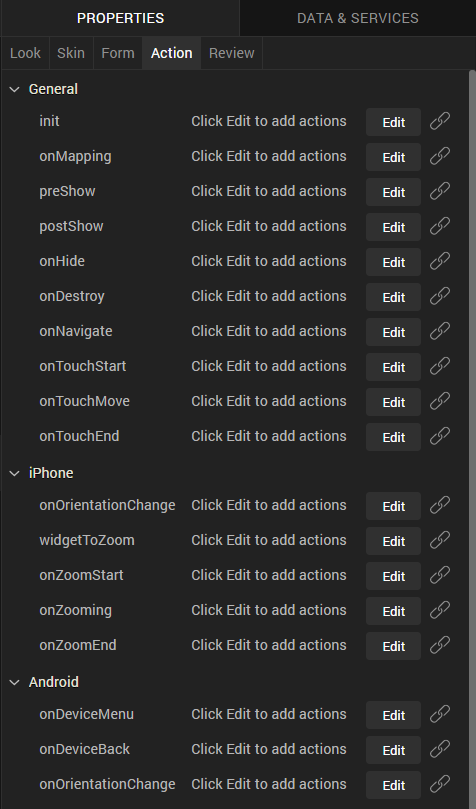 PROPERTIES DATA & SERVICES
Look Skin Form Action Review
General
init Click Edit to add actions Edit
onMapping Click Edit to add actions Edit
preShow Click Edit to add actions Edit
postShow Click Edit to add actions Edit
onHide Click Edit to add actions Edit
onDestroy Click Edit to add actions Edit
onNavigate Click Edit to add actions Edit
onTouchStart Click Edit to add actions Edit
onTouchMove Click Edit to add actions Edit
onTouchEnd Click Edit to add actions Edit
iPhone
onOrientationChange Click Edit to add actions Edit
widgetToZoom Click Edit to add actions Edit
onZoomStart Click Edit to add actions Edit
onZooming Click Edit to add actions Edit
onZoomEnd Click Edit to add actions Edit
Android
onDeviceMenu Click Edit to add actions Edit
onDeviceBack Click Edit to add actions Edit
onOrientationChange Click Edit to add actions Edit